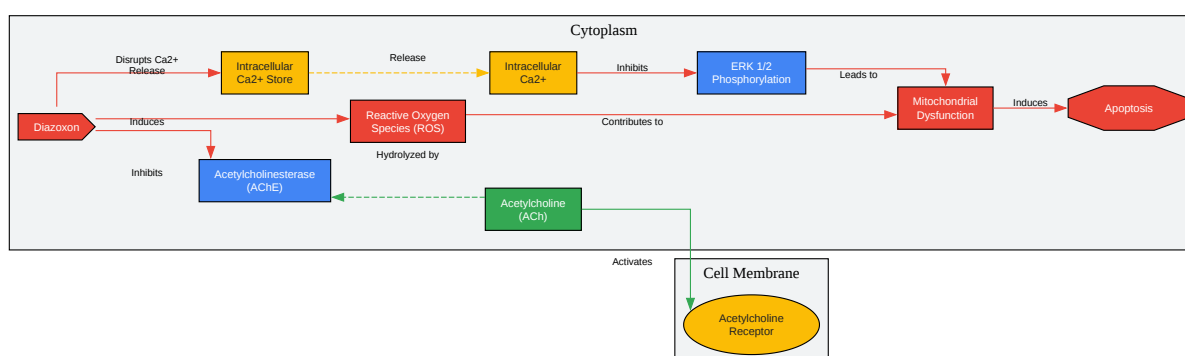 Cytoplasm
Disrupts Ca2+
Release
Intracellular
Ca2+ Store
Release
Intracellular
Ca2+
Inhibits
ERK 1/2
Phosphorylation
Leads to
Diazoxon
Induces
Reactive Oxygen
Species (ROS)
Contributes to
Mitochondrial
Dysfunction
Induces
Apoptosis
Hydrolyzed by
Inhibits
Acetylcholinesterase
(AChE)
Acetylcholine
(ACh)
Activates
Cell Membrane
Acetylcholine
Receptor